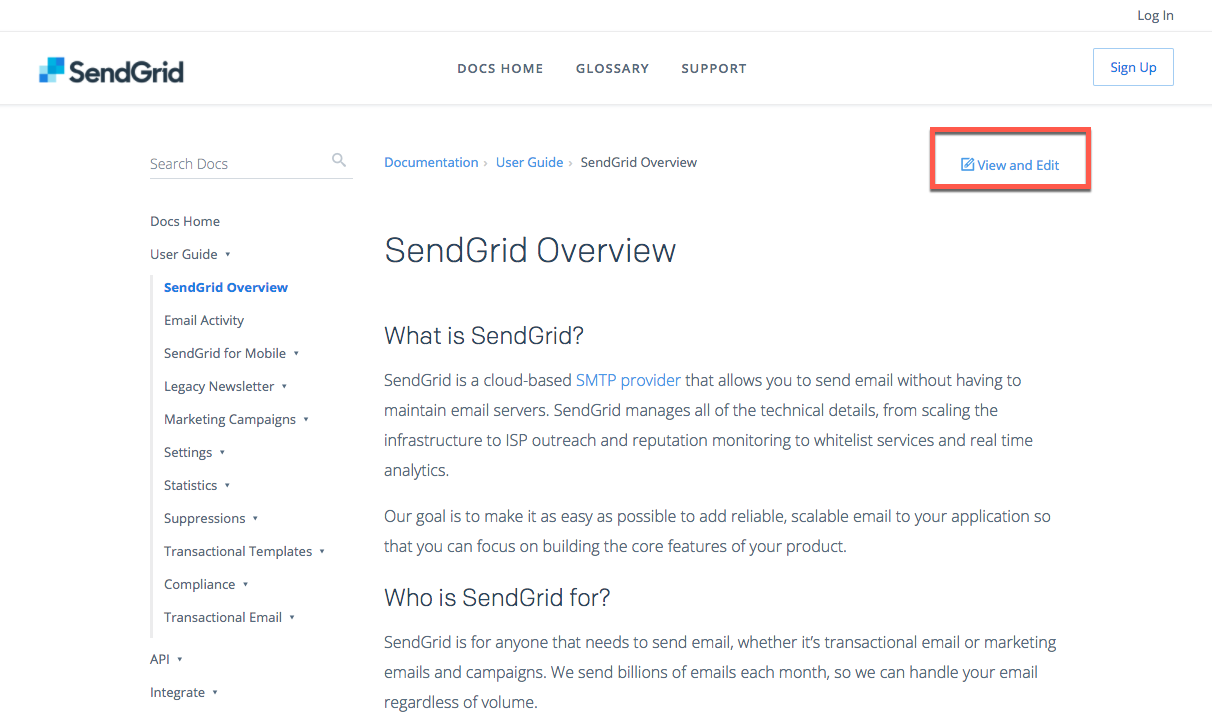 Log In
SendGrid
DOCS HOME GLOSSARY SUPPORT
Sign Up
Search Docs
Documentation › User Guide › SendGrid Overview
View and Edit
Docs Home
User Guide ▾
SendGrid Overview
Email Activity
SendGrid for Mobile ▾
Legacy Newsletter ▾
Marketing Campaigns ▾
Settings ▾
Statistics ▾
Suppressions ▾
Transactional Templates ▾
Compliance ▾
Transactional Email ▾
API ▾
Integrate ▾
SendGrid Overview
What is SendGrid?
SendGrid is a cloud-based SMTP provider that allows you to send email without having to
maintain email servers. SendGrid manages all of the technical details, from scaling the
infrastructure to ISP outreach and reputation monitoring to whitelist services and real time
analytics.
Our goal is to make it as easy as possible to add reliable, scalable email to your application so
that you can focus on building the core features of your product.
Who is SendGrid for?
SendGrid is for anyone that needs to send email, whether it’s transactional email or marketing
emails and campaigns. We send billions of emails each month, so we can handle your email
regardless of volume.